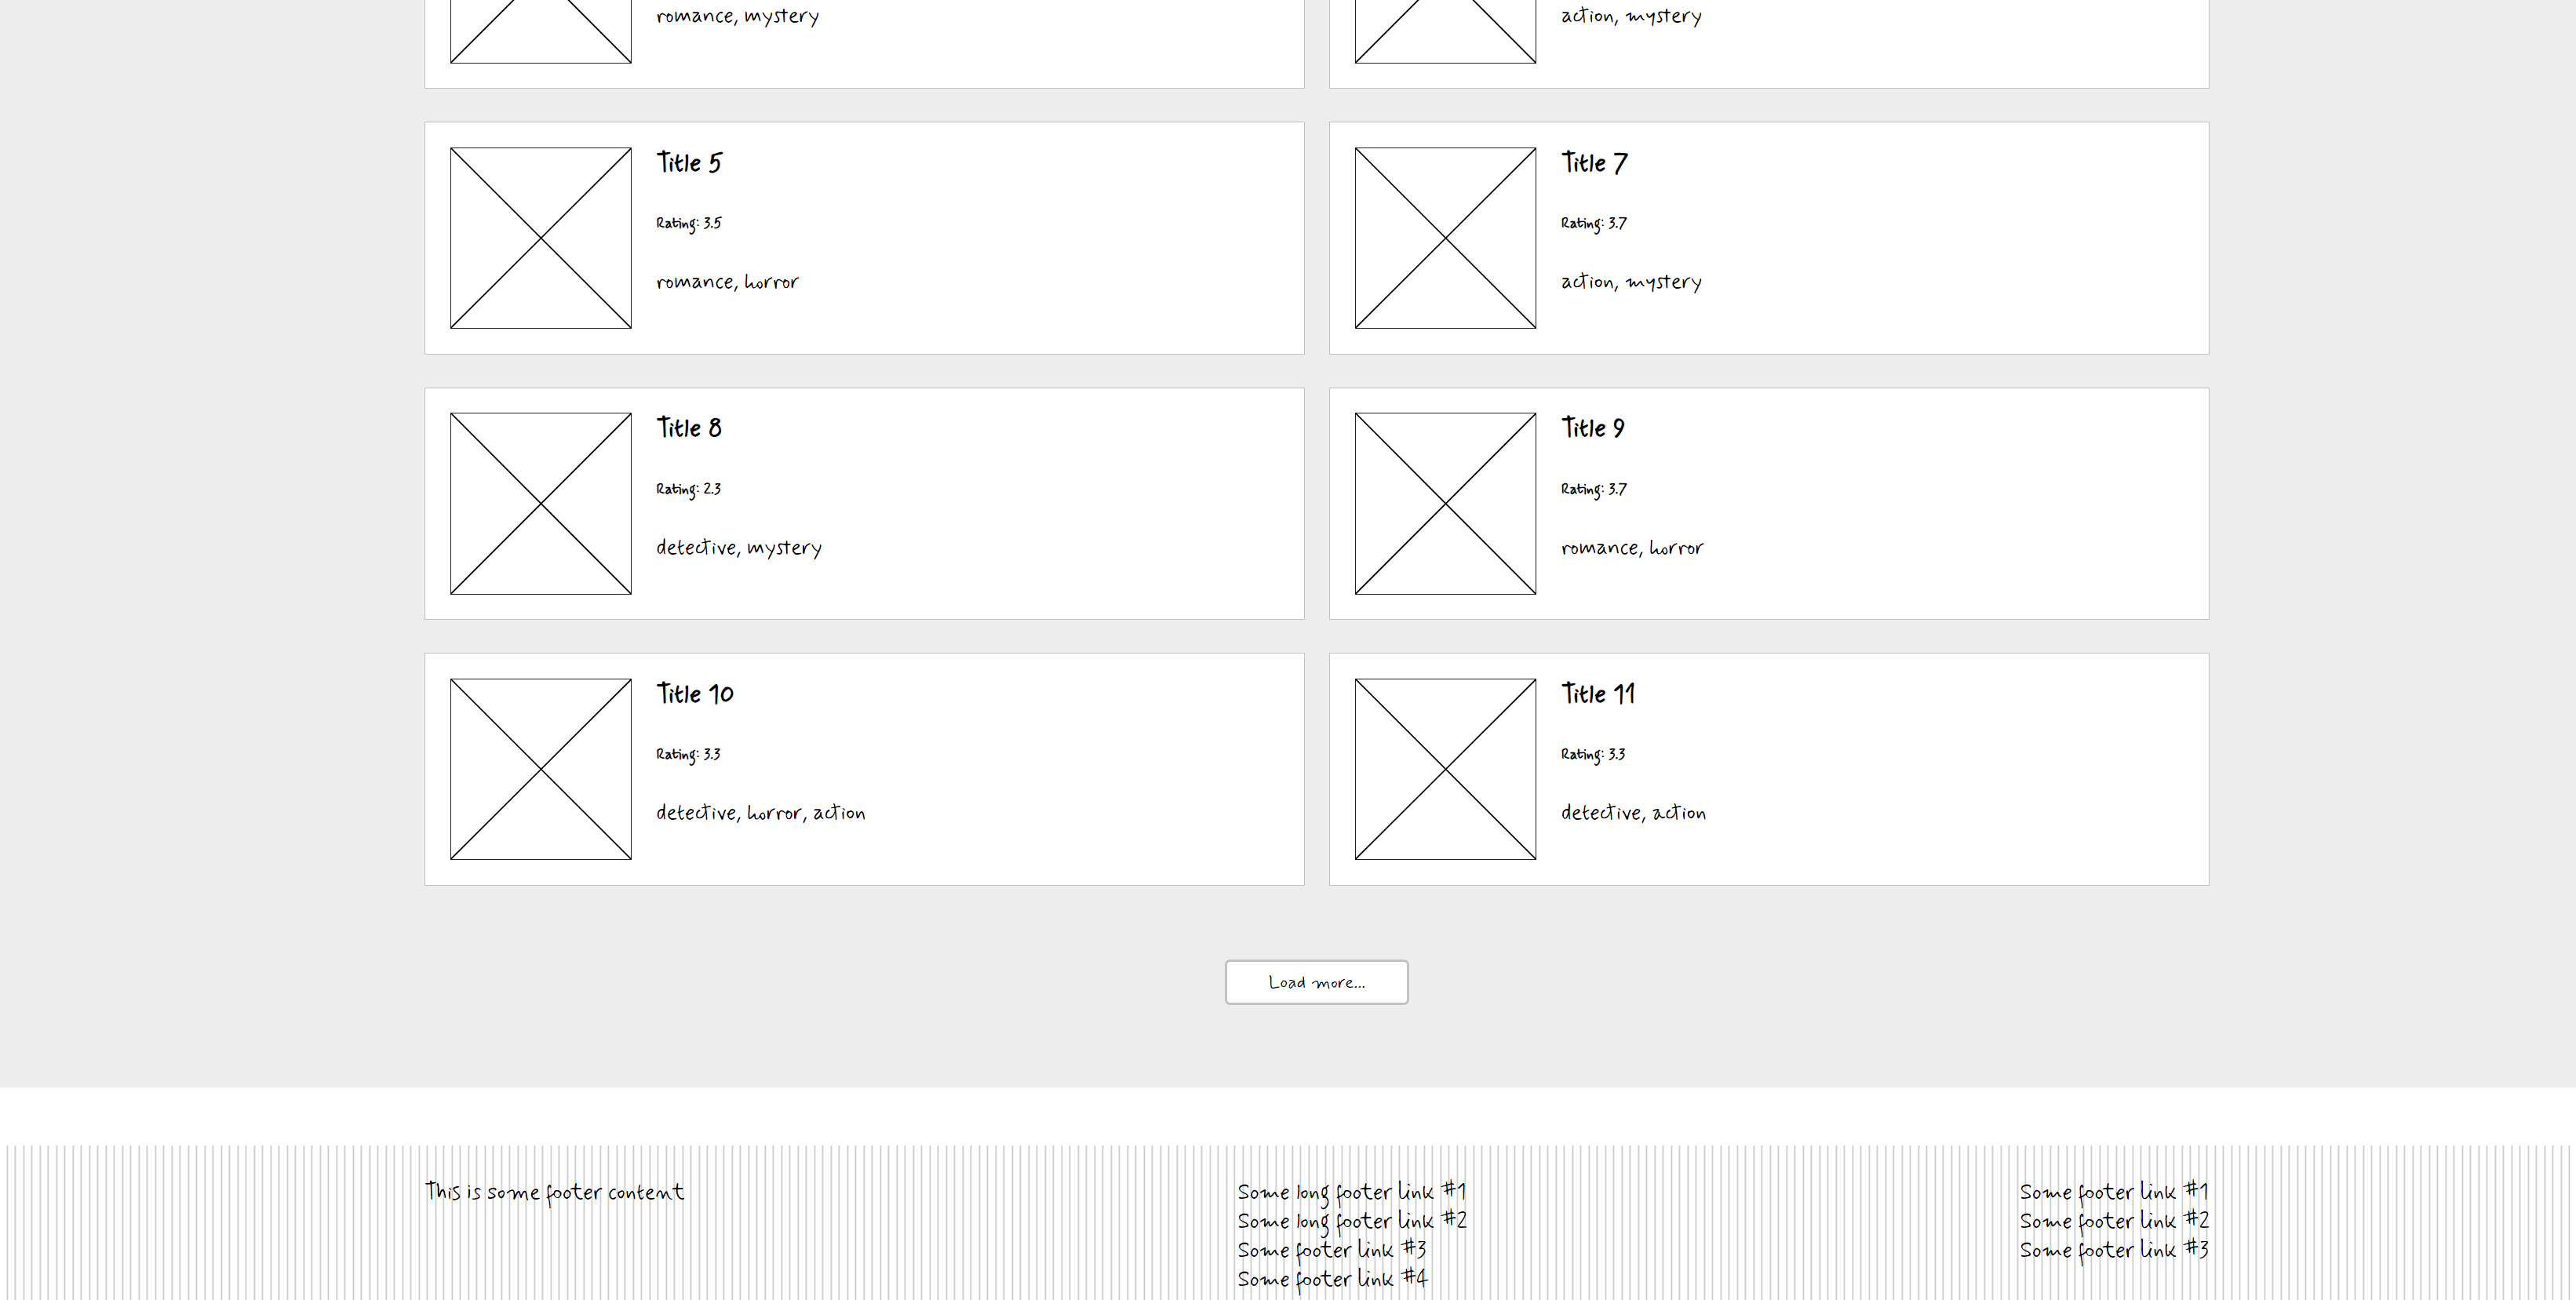 romance, mystery
action, mystery
Title 5
Rating: 3.5
romance, horror
Title 7
Rating: 3.7
action, mystery
Title 8
Rating: 2.3
detective, mystery
Title 9
Rating: 3.7
romance, horror
Title 10
Rating: 3.3
detective, horror, action
Title 11
Rating: 3.3
detective, action
Load more...
This is some footer content
Some long footer link #1
Some long footer link #2
Some footer link #3
Some footer link #4
Some footer link #1
Some footer link #2
Some footer link #3